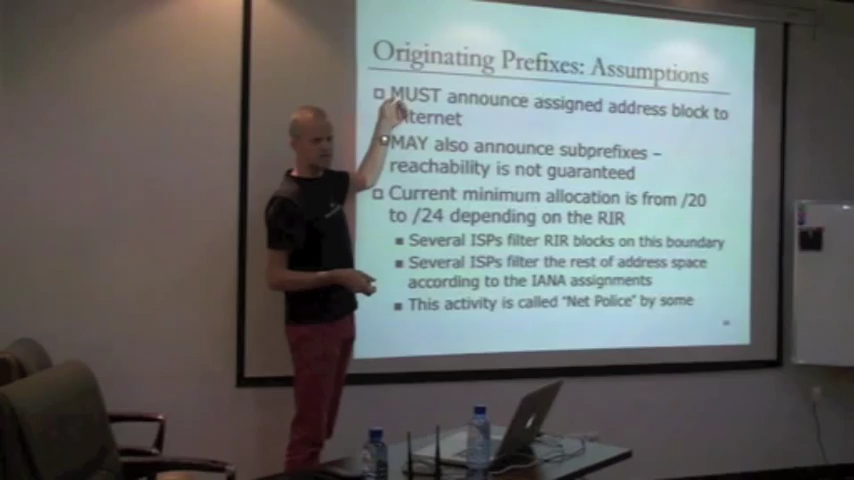 Originating Prefixes: Assumptions
MUST announce assigned address block to
Internet
MAY also announce subprefixes –
reachability is not guaranteed
Current minimum allocation is from /20
to /24 depending on the RIR
Several ISPs filter RIR blocks on this boundary
Several ISPs filter the rest of address space
according to the IANA assignments
This activity is called "Net Police" by some